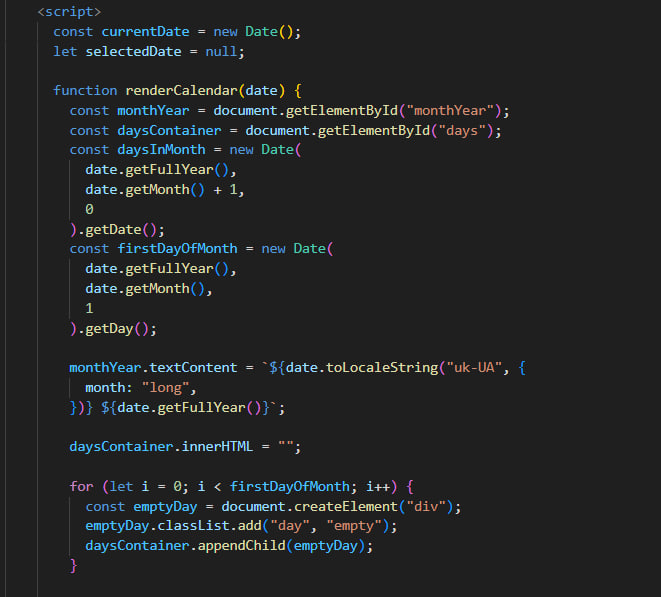 <script>
const currentDate = new Date();
let selectedDate = null;
function renderCalendar(date) {
const monthYear = document.getElementById("monthYear");
const daysContainer = document.getElementById("days");
const daysInMonth = new Date(
date.getFullYear(),
date.getMonth() + 1,
0
).getDate();
const firstDayOfMonth = new Date(
date.getFullYear(),
date.getMonth(),
1
).getDay();
monthYear.textContent = `${date.toLocaleString("uk-UA", {
month: "long",
})} ${date.getFullYear()}`;
daysContainer.innerHTML = "";
for (let i = 0; i < firstDayOfMonth; i++) {
const emptyDay = document.createElement("div");
emptyDay.classList.add("day", "empty");
daysContainer.appendChild(emptyDay);
}